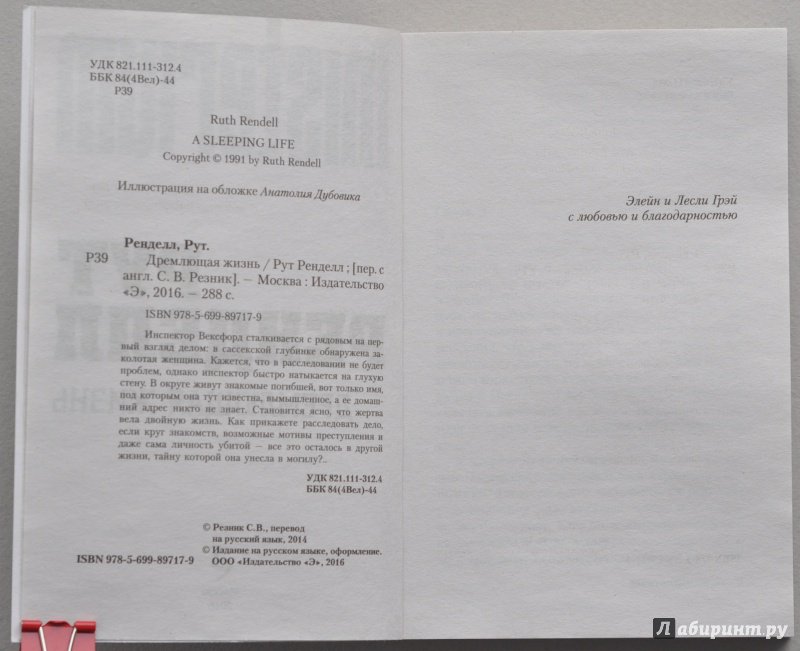 УДК 821.111-312.4
ББК 84(4Вел)-44
Р39
Ruth Rendell
A SLEEPING LIFE
Copyright © 1991 by Ruth Rendell
Иллюстрация на обложке Анатолия Дубовика
Ренделл, Рут.
Р39 Дремлющая жизнь / Рут Ренделл ; [пер. с
англ. С. В. Резник]. — Москва : Издательство
«Э», 2016. — 288 с.
ISBN 978-5-699-89717-9
Инспектор Вексфорд сталкивается с рядовым на пер-
вый взгляд делом: в сассекской глубинке обнаружена за-
колотая женщина. Кажется, что в расследовании не будет
проблем, однако инспектор быстро натыкается на глухую
стену. В округе живут знакомые погибшей, вот только имя,
под которым она тут известна, вымышленное, а ее домаш-
ний адрес никто не знает. Становится ясно, что жертва
вела двойную жизнь. Как прикажете расследовать дело,
если круг знакомств, возможные мотивы преступления и
даже сама личность убитой — все это осталось в другой
жизни, тайну которой она унесла в могилу?..
УДК 821.111-312.4
ББК 84(4Вел)-44
© Резник С.В., перевод
на русский язык, 2014
© Издание на русском языке, оформление.
ISBN 978-5-699-89717-9 ООО «Издательство «Э», 2016
Элейн и Лесли Грэй
с любовью и благодарностью
Лабиринт.ру